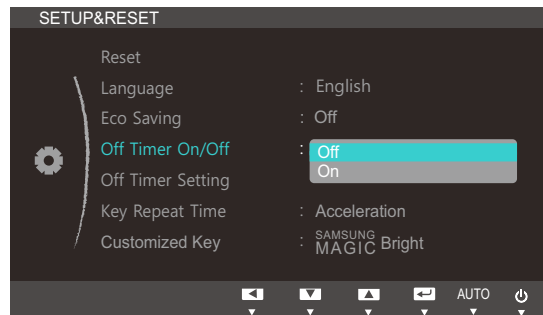 SETUP&RESET
Reset
Language : English
Eco Saving : Off
Off Timer On/Off : Off
On
Off Timer Setting
Key Repeat Time : Acceleration
Customized Key : SAMSUNG MAGIC Bright
AUTO